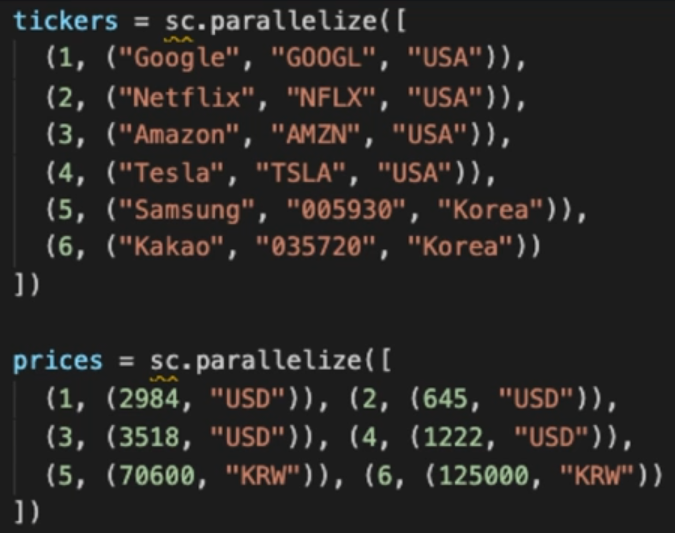 tickers = sc.parallelize([
(1, ("Google", "GOOGL", "USA")),
(2, ("Netflix", "NFLX", "USA")),
(3, ("Amazon", "AMZN", "USA")),
(4, ("Tesla", "TSLA", "USA")),
(5, ("Samsung", "005930", "Korea")),
(6, ("Kakao", "035720", "Korea"))
])
prices = sc.parallelize([
(1, (2984, "USD")), (2, (645, "USD")),
(3, (3518, "USD")), (4, (1222, "USD")),
(5, (70600, "KRW")), (6, (125000, "KRW"))
])